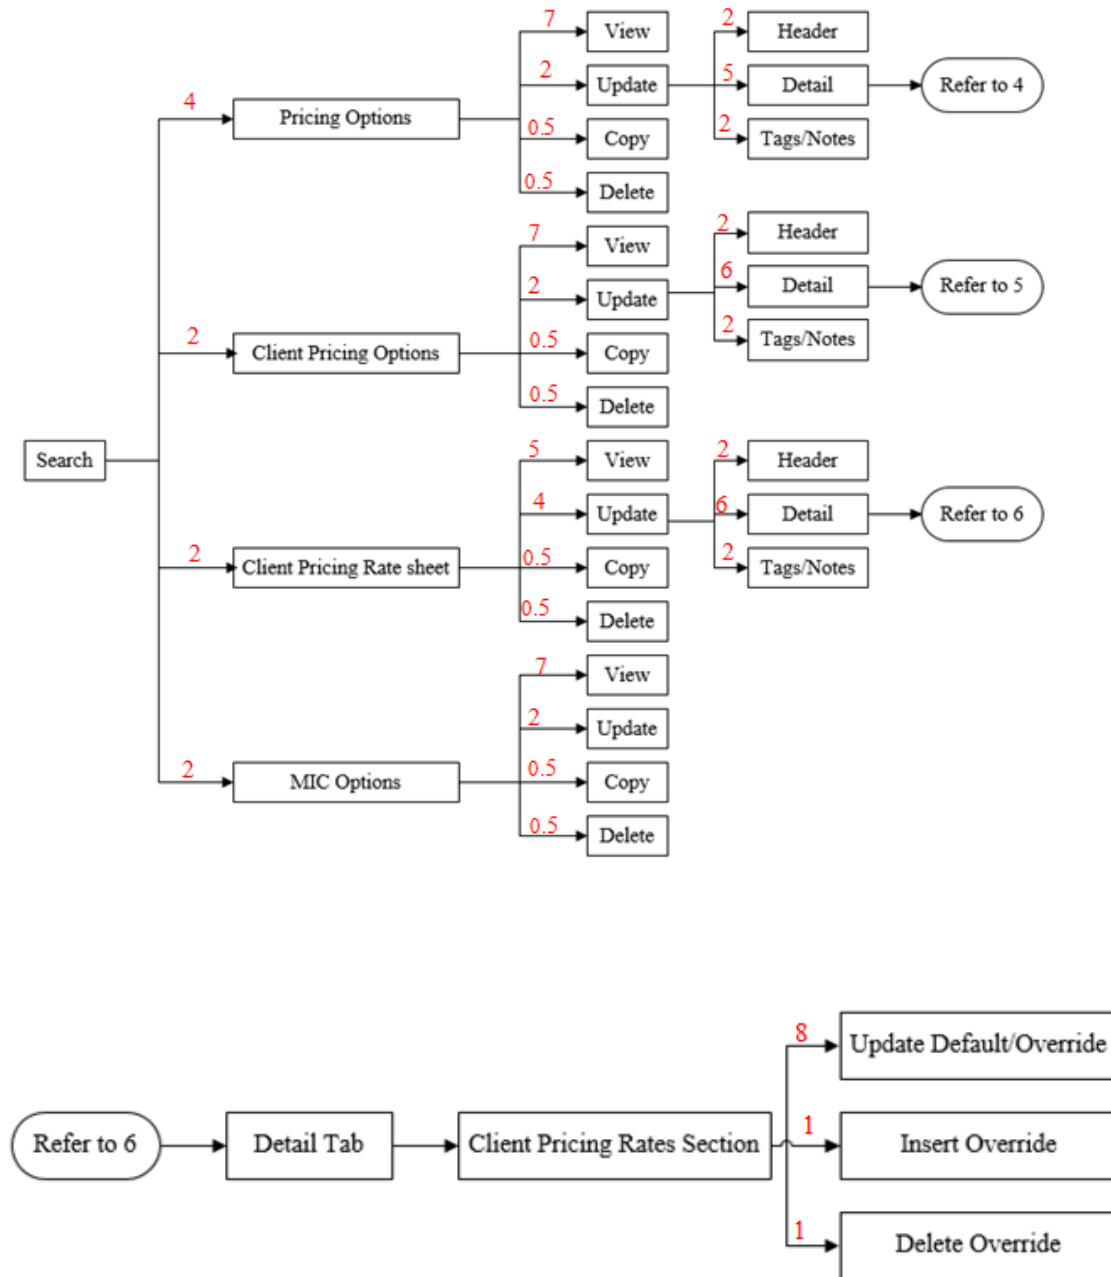 7
View
2
Header
2
Update
5
Detail
Refer to 4
4
Pricing Options
0.5
Copy
2
Tags/Notes
0.5
Delete
7
View
2
Header
2
Update
6
Detail
Refer to 5
2
Client Pricing Options
0.5
Copy
2
Tags/Notes
0.5
Delete
Search
5
View
2
Header
4
Update
6
Detail
Refer to 6
2
Client Pricing Rate sheet
0.5
Copy
2
Tags/Notes
0.5
Delete
7
View
2
Update
2
MIC Options
0.5
Copy
0.5
Delete
8
Update Default/Override
Refer to 6
Detail Tab
Client Pricing Rates Section
1
Insert Override
1
Delete Override